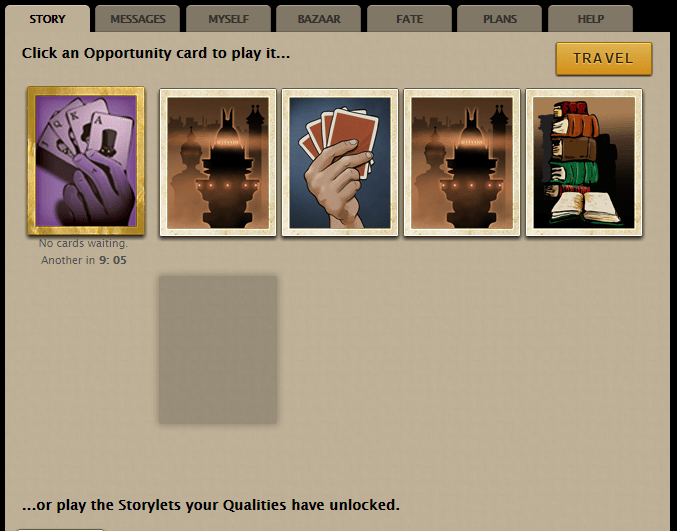 STORY MESSAGES MYSELF BAZAAR FATE PLANS HELP
Click an Opportunity card to play it...
TRAVEL
J Q K A
No cards waiting.
Another in 9: 05
...or play the Storylets your Qualities have unlocked.